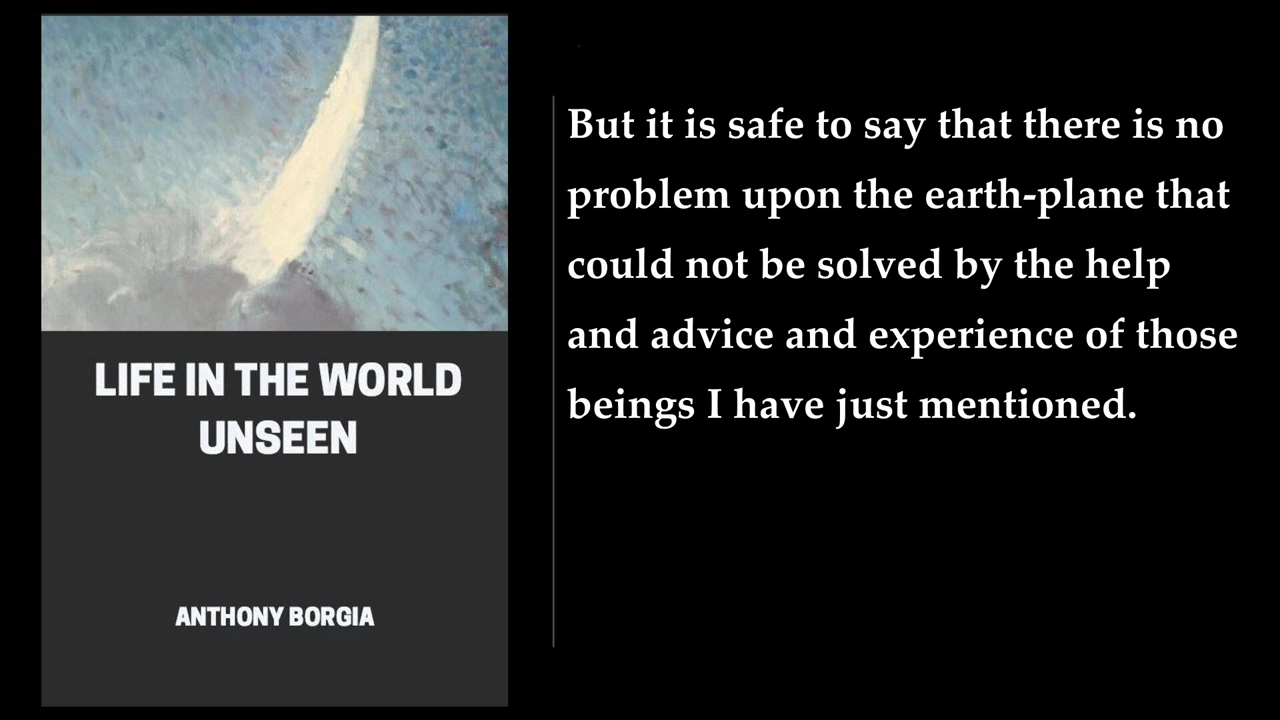 LIFE IN THE WORLD
UNSEEN
ANTHONY BORGIA
But it is safe to say that there is no
problem upon the earth-plane that
could not be solved by the help
and advice and experience of those
beings I have just mentioned.